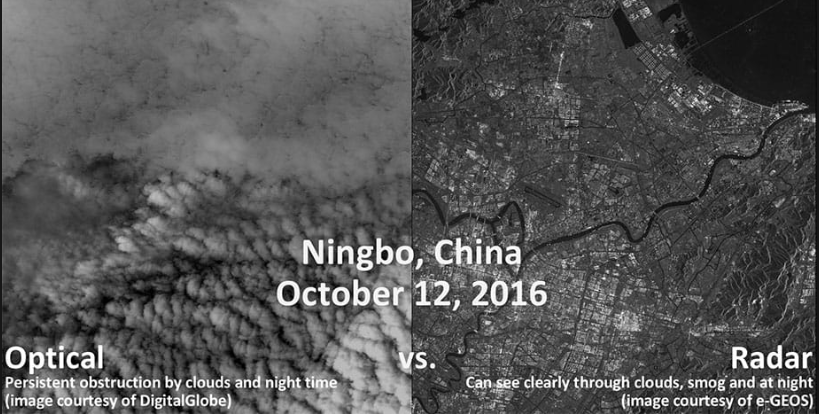 Ningbo, China
October 12, 2016
Optical
vs.
Radar
Persistent obstruction by clouds and night time
(image courtesy of DigitalGlobe)
Can see clearly through clouds, smog and at night
(image courtesy of e-GEOS)